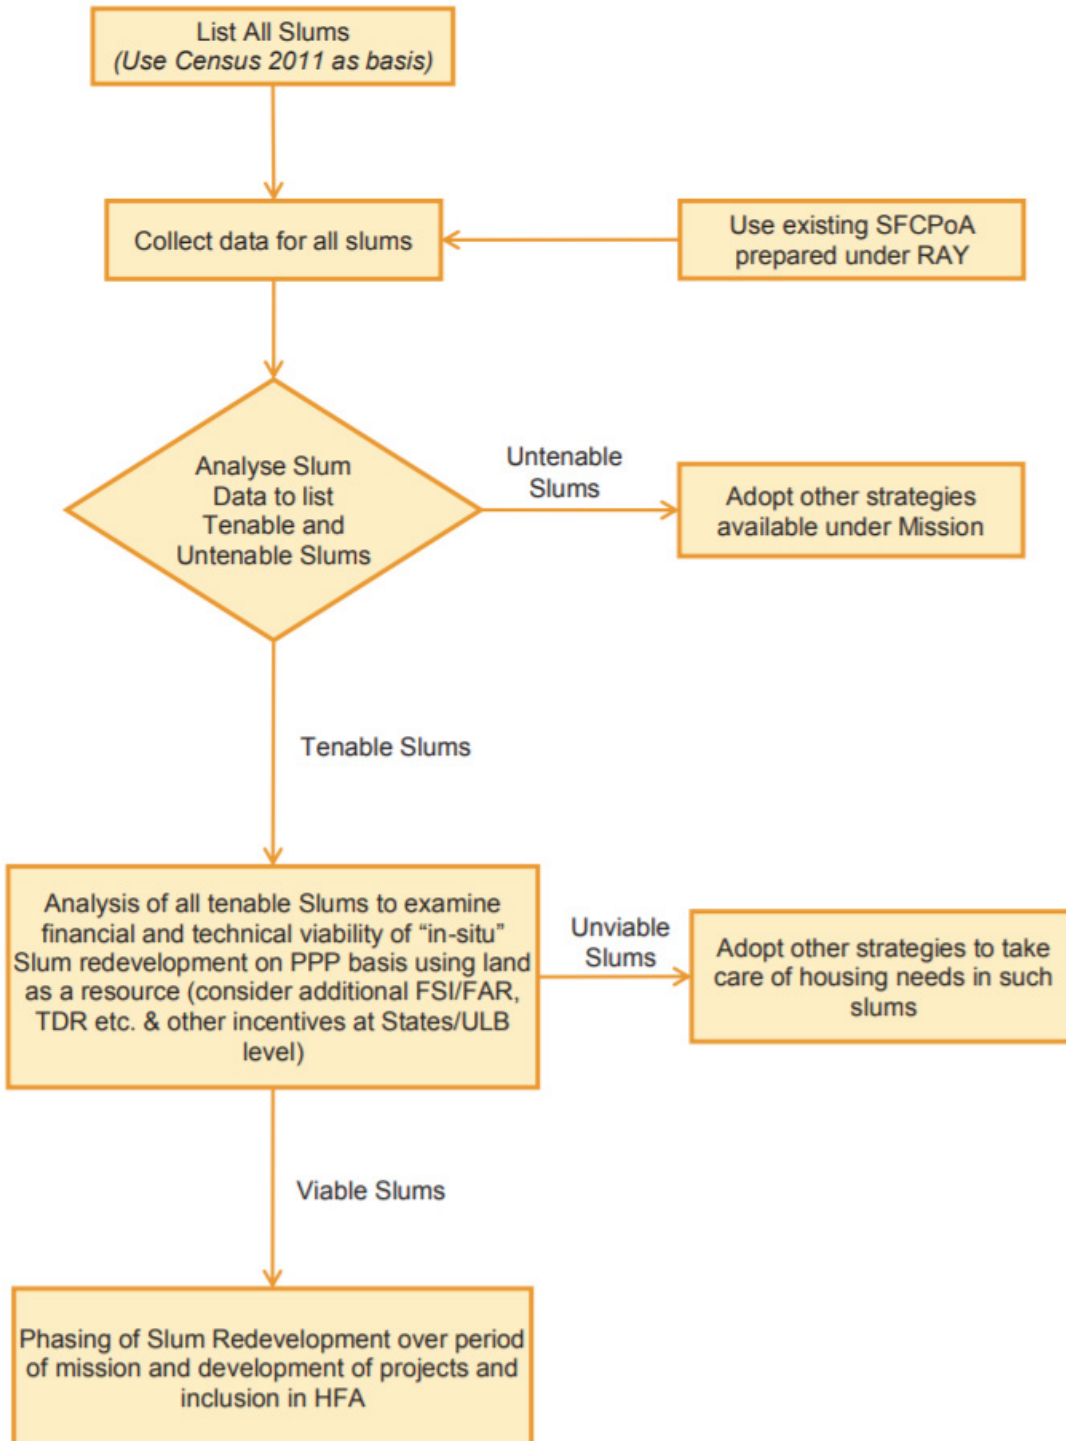 List All Slums
(Use Census 2011 as basis)
Collect data for all slums
Use existing SFCPoA
prepared under RAY
Analyse Slum
Data to list
Tenable and
Untenable Slums
Untenable
Slums
Adopt other strategies
available under Mission
Tenable Slums
Analysis of all tenable Slums to examine
financial and technical viability of “in-situ”
Slum redevelopment on PPP basis using land
as a resource (consider additional FSI/FAR,
TDR etc. & other incentives at States/ULB
level)
Unviable
Slums
Adopt other strategies to take
care of housing needs in such
slums
Viable Slums
Phasing of Slum Redevelopment over period
of mission and development of projects and
inclusion in HFA